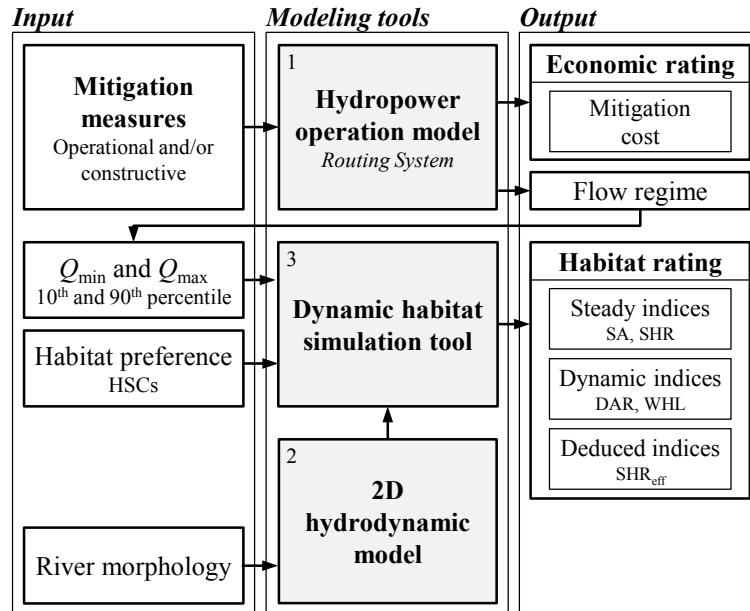 Input
Modeling tools
Output
Mitigation
measures
Operational and/or
constructive
1
Hydropower
operation model
Routing System
Economic rating
Mitigation
cost
Flow regime
Qmin and Qmax
10th and 90th percentile
Habitat preference
HSCs
3
Dynamic habitat
simulation tool
Habitat rating
Steady indices
SA, SHR
Dynamic indices
DAR, WHL
Deduced indices
SHReff
2
2D
hydrodynamic
model
River morphology